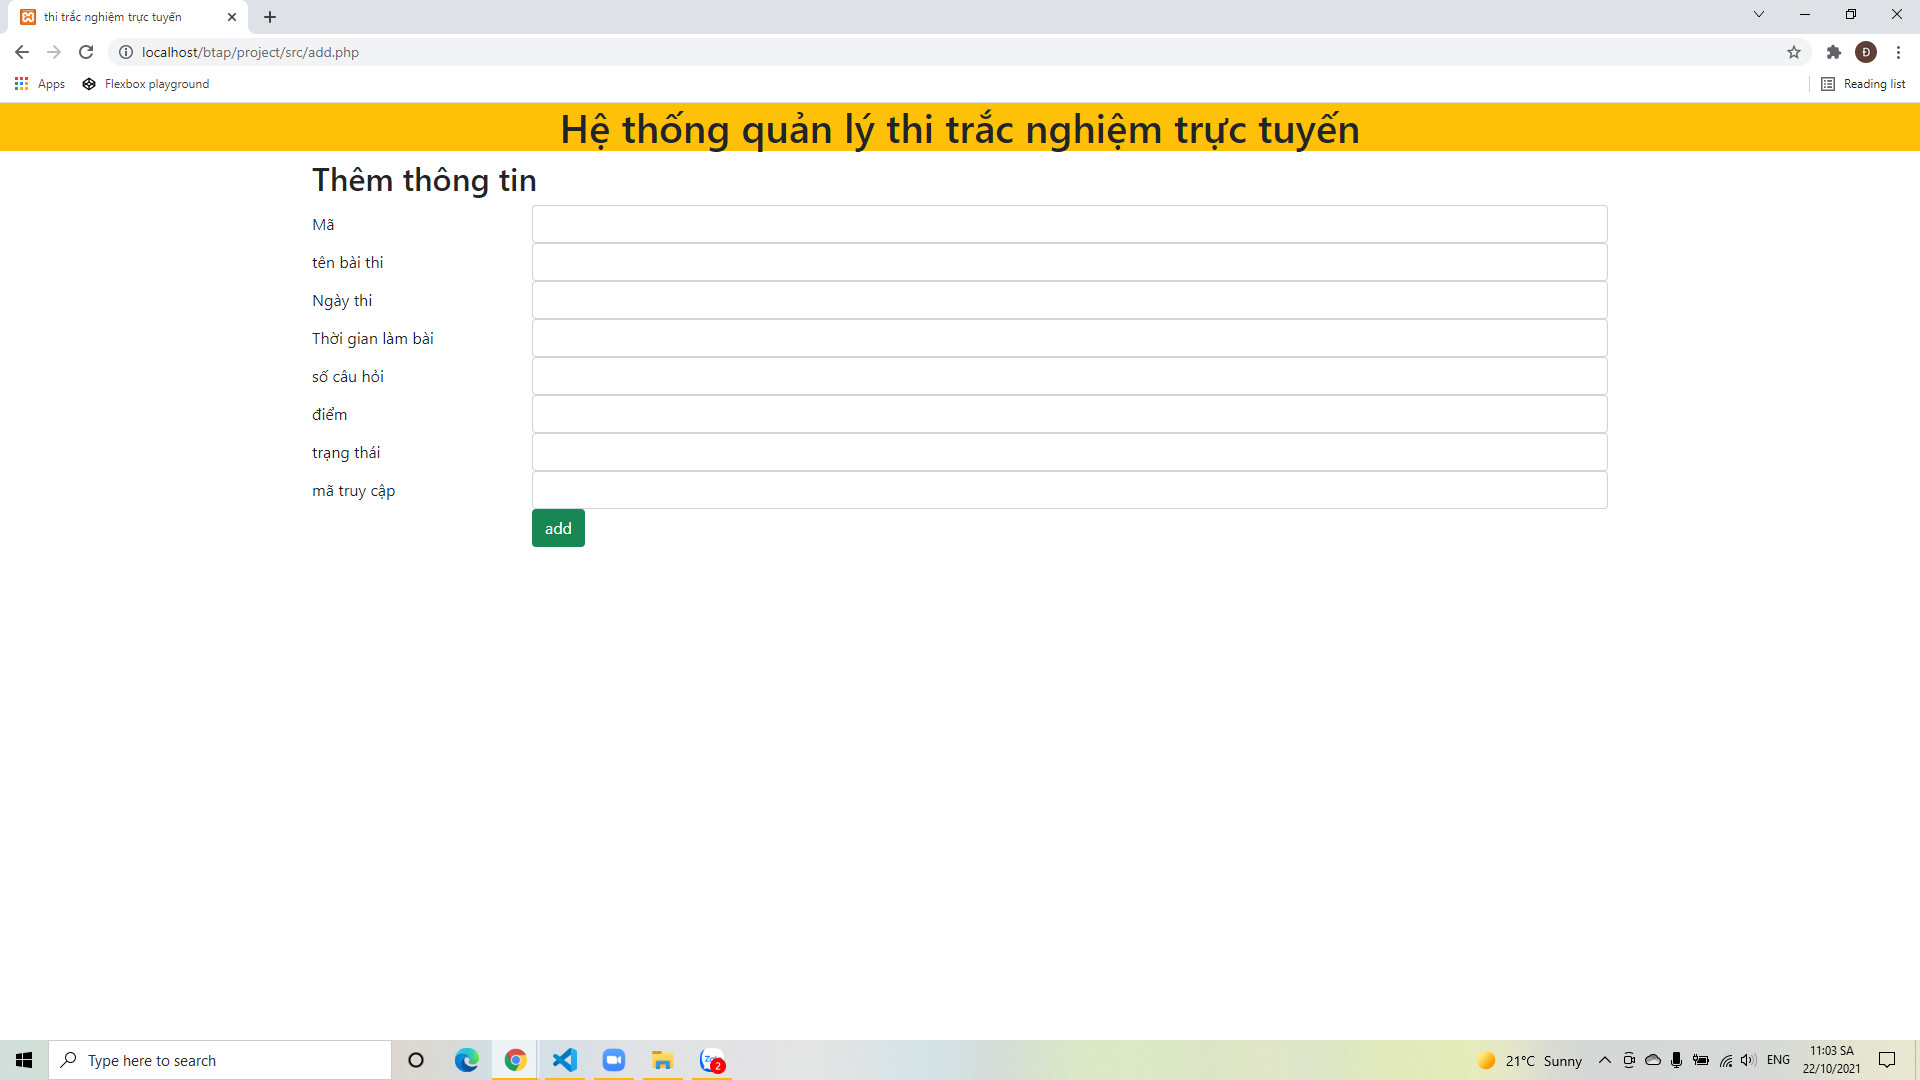 thi trắc nghiệm trực tuyến
localhost/btap/project/src/add.php
Đ
Apps
Flexbox playground
Reading list
Hệ thống quản lý thi trắc nghiệm trực tuyến
Thêm thông tin
Mã
tên bài thi
Ngày thi
Thời gian làm bài
số câu hỏi
điểm
trạng thái
mã truy cập
add
Type here to search
2
21°C Sunny
ENG
11:03 SA
22/10/2021